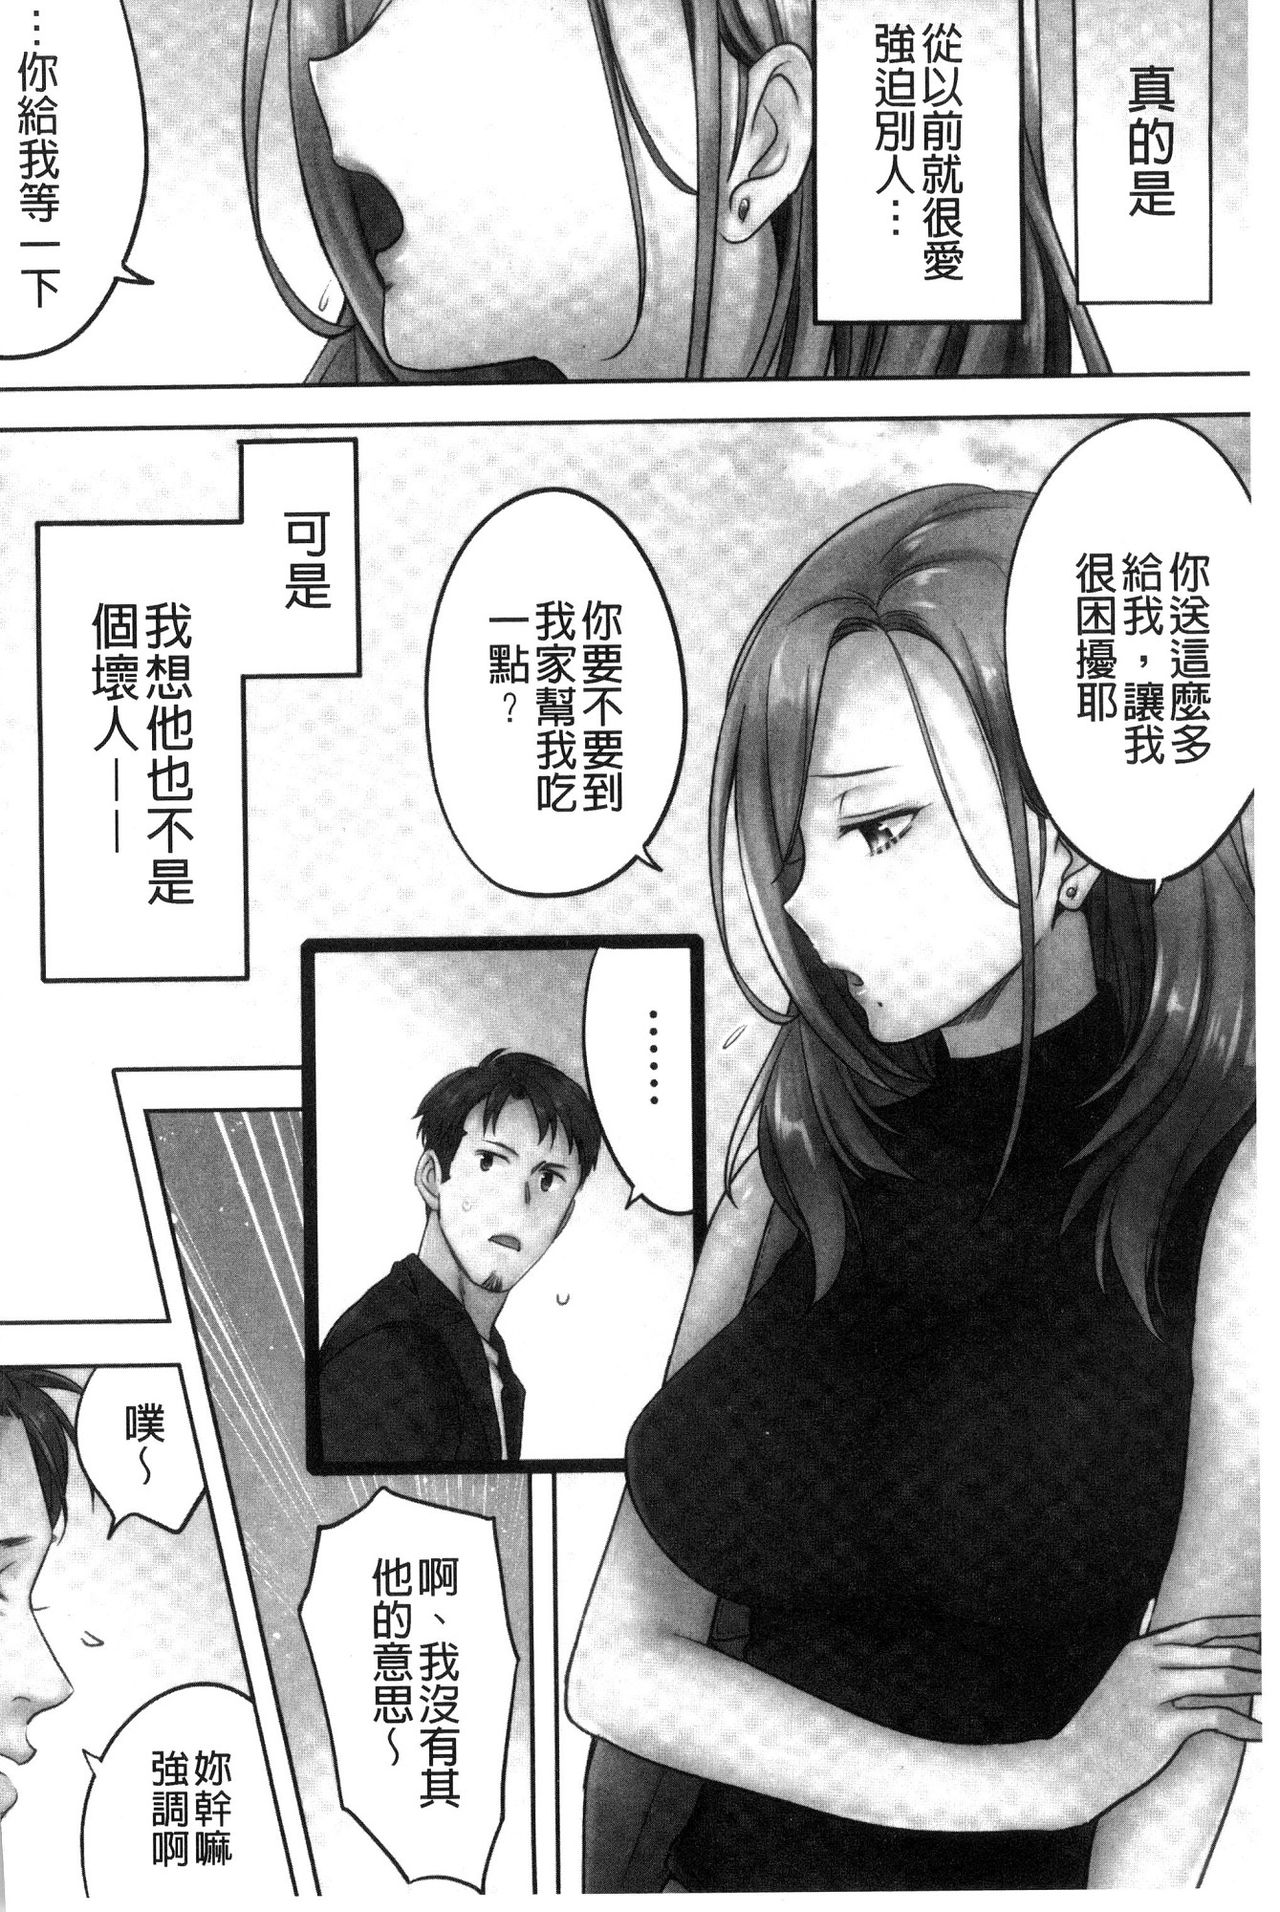 真的是
從以前就很愛
強迫別人…
…你給我等一下
你送這麼多
給我，讓我
很困擾耶
你要不要到
我家幫我吃
一點？
可是
我想他也不是
個壞人——
……
啊、我沒有其
他的意思～
噗～
妳幹嘛
強調啊